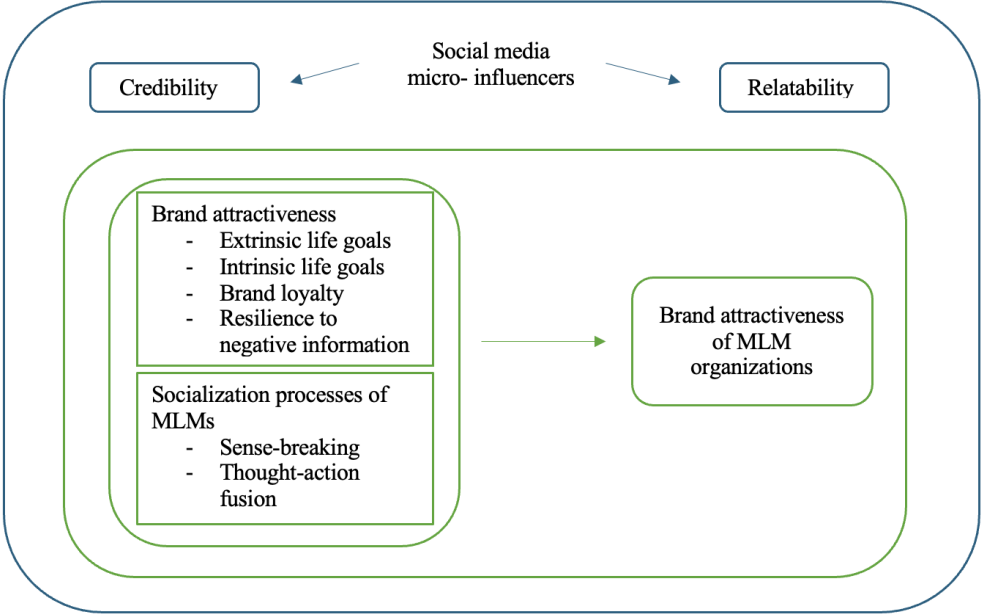 Social media
micro- influencers
Credibility
Relatability
Brand attractiveness
- Extrinsic life goals
- Intrinsic life goals
- Brand loyalty
- Resilience to
negative information
Socialization processes of
MLMs
- Sense-breaking
- Thought-action
fusion
Brand attractiveness
of MLM
organizations